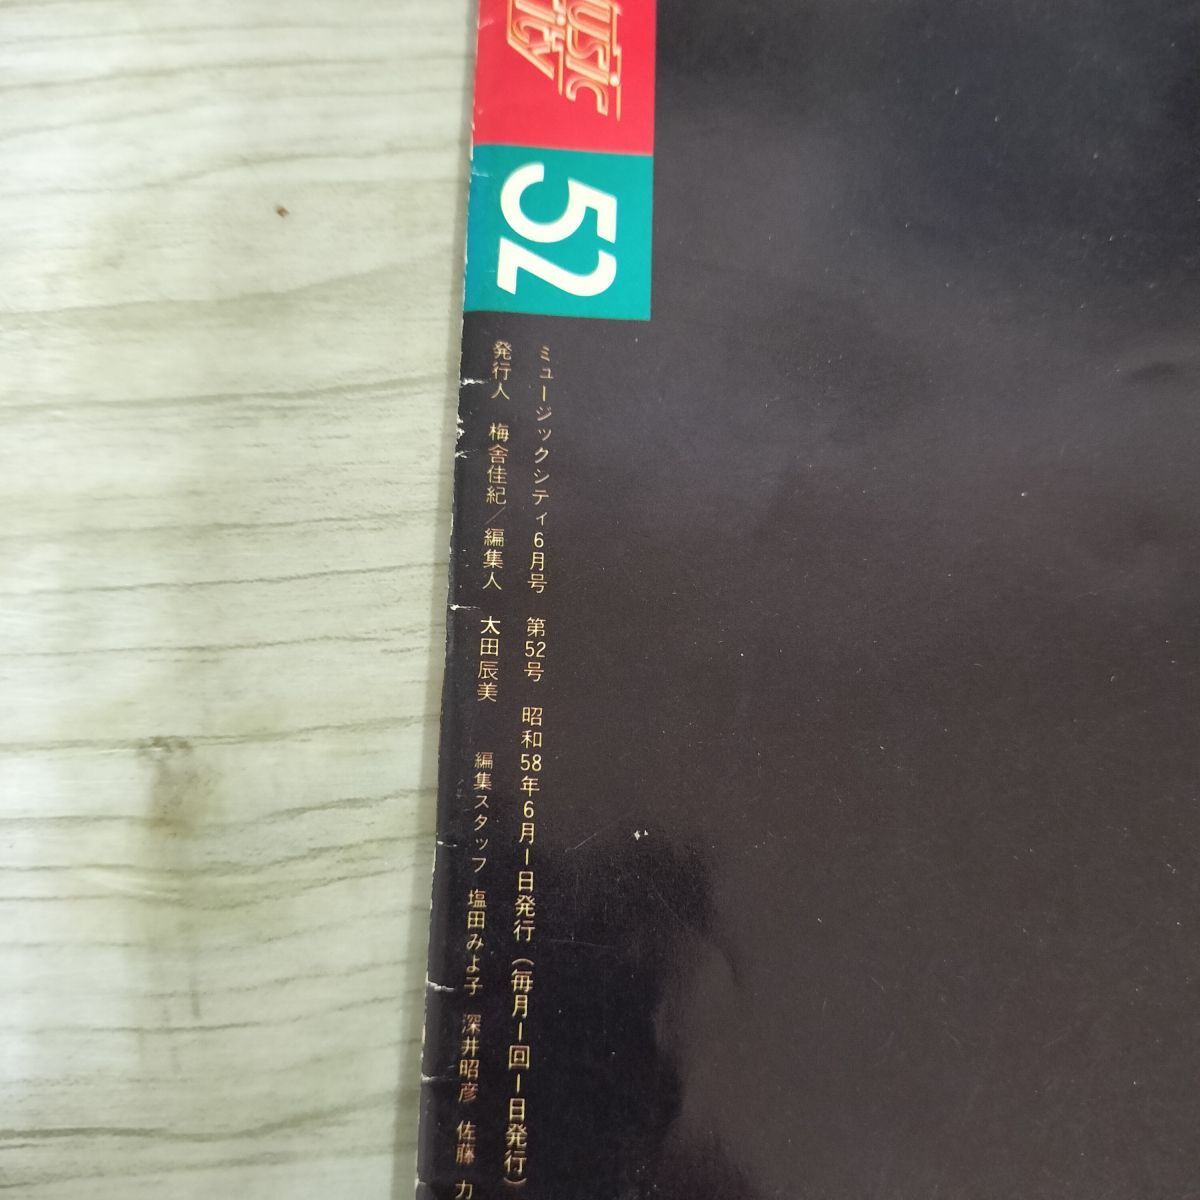 MUSIC
52
ミュージックシティ6月号 第52号 昭和58年6月1日発行（毎月1回1日発行）
発行人 梅舎佳紀／編集人 太田辰美 編集スタッフ 塩田みよ子 深井昭彦 佐藤 力